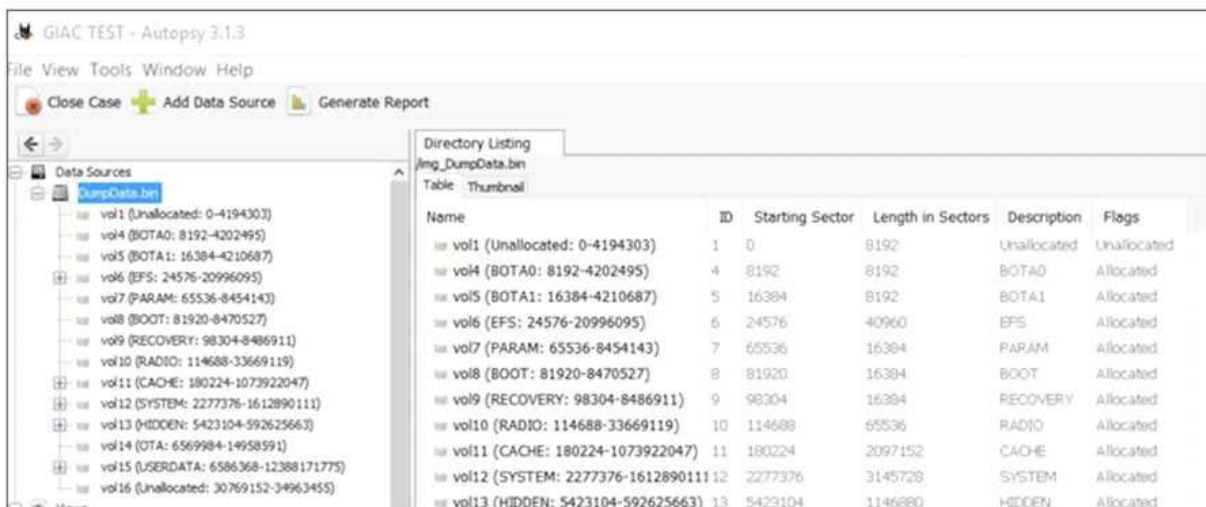 GIAC TEST - Autopsy 3.1.3
File View Tools Window Help
Close Case Add Data Source Generate Report
Directory Listing
/img_DumpData.bin
Table Thumbnail
Data Sources
DumpData.bin
vol1 (Unallocated: 0-4194303)
vol4 (BOTA0: 8192-4202495)
vol5 (BOTA1: 16384-4210687)
vol6 (EFS: 24576-20996095)
vol7 (PARAM: 65536-8454143)
vol8 (BOOT: 81920-8470527)
vol9 (RECOVERY: 98304-8486911)
vol10 (RADIO: 114688-33669119)
vol11 (CACHE: 180224-1073922047)
vol12 (SYSTEM: 2277376-1612890111)
vol13 (HIDDEN: 5423104-592625663)
vol14 (OTA: 6569984-14958591)
vol15 (USERDATA: 6586368-12388171775)
vol16 (Unallocated: 30769152-34963455)
Views
Name ID Starting Sector Length in Sectors Description Flags
vol1 (Unallocated: 0-4194303) 1 0 8192 Unallocated Unallocated
vol4 (BOTA0: 8192-4202495) 4 8192 8192 BOTA0 Allocated
vol5 (BOTA1: 16384-4210687) 5 16384 8192 BOTA1 Allocated
vol6 (EFS: 24576-20996095) 6 24576 40960 EFS Allocated
vol7 (PARAM: 65536-8454143) 7 65536 16384 PARAM Allocated
vol8 (BOOT: 81920-8470527) 8 81920 16384 BOOT Allocated
vol9 (RECOVERY: 98304-8486911) 9 98304 16384 RECOVERY Allocated
vol10 (RADIO: 114688-33669119) 10 114688 65536 RADIO Allocated
vol11 (CACHE: 180224-1073922047) 11 180224 2097152 CACHE Allocated
vol12 (SYSTEM: 2277376-1612890111 12 2277376 3145728 SYSTEM Allocated
vol13 (HIDDEN: 5423104-592625663) 13 5423104 1146880 HIDDEN Allocated